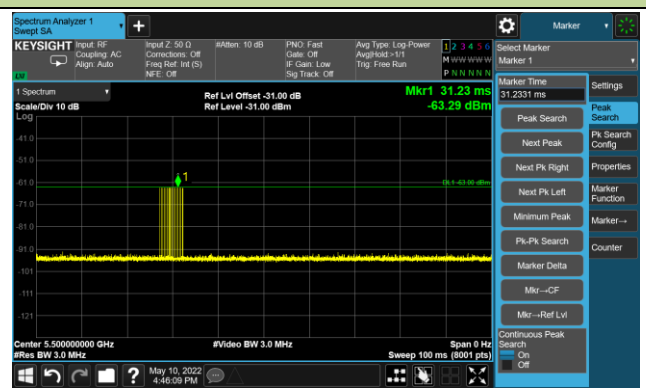 Spectrum Analyzer 1
Swept SA
Marker
KEYSIGHT
Input: RF
Coupling: AC
Align: Auto
Input Z: 50 Ω
Corrections: Off
Freq Ref: Int (S)
NFE: Off
#Atten: 10 dB
PNO: Fast
Gate: Off
IF Gain: Low
Sig Track: Off
Avg Type: Log-Power
Avg|Hold:>1/1
Trig: Free Run
1 2 3 4 5 6
M W W W W W
P N N N N N
LV
Select Marker
Marker 1
1 Spectrum
Scale/Div 10 dB
Log
Ref Lvl Offset -31.00 dB
Ref Level -31.00 dBm
Mkr1 31.23 ms
-63.29 dBm
1
DL1 -63.00 dBm
-41.0
-51.0
-61.0
-71.0
-81.0
-91.0
-101
-111
-121
Center 5.500000000 GHz
#Res BW 3.0 MHz
#Video BW 3.0 MHz
Span 0 Hz
Sweep 100 ms (8001 pts)
Marker Time
31.2331 ms
Peak Search
Next Peak
Next Pk Right
Next Pk Left
Minimum Peak
Pk-Pk Search
Marker Delta
Mkr→CF
Mkr→Ref Lvl
Continuous Peak
Search
On
Off
Settings
Peak
Search
Pk Search
Config
Properties
Marker
Function
Marker→
Counter
May 10, 2022
4:46:09 PM